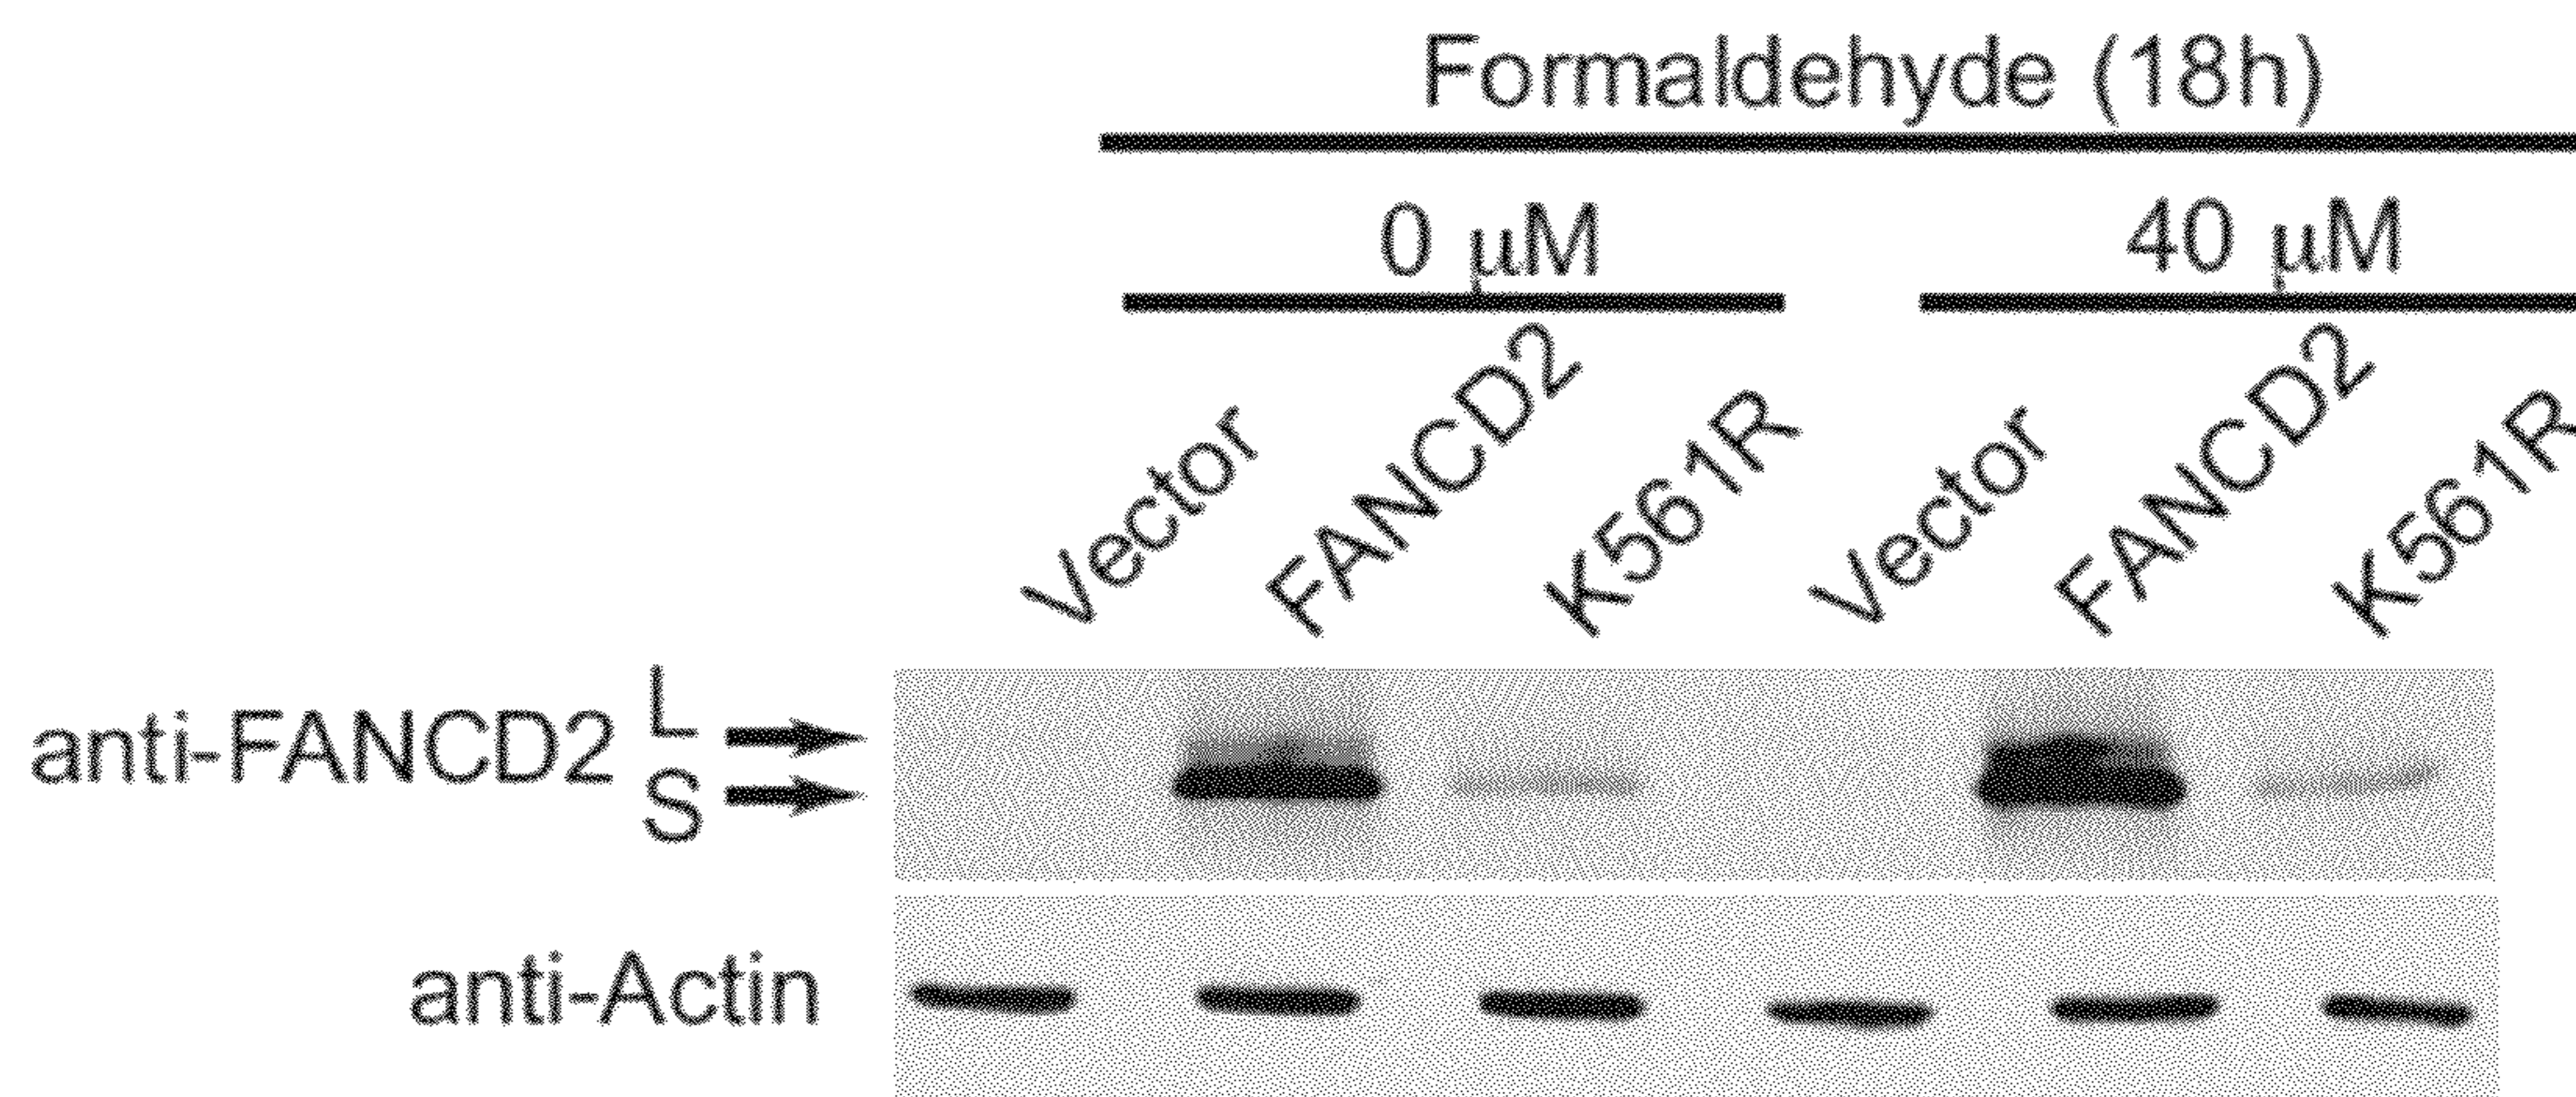 Formaldehyde (18h)
0 µM 40 µM
Vector FANCD2 K561R Vector FANCD2 K561R
anti-FANCD2 L
S
anti-Actin